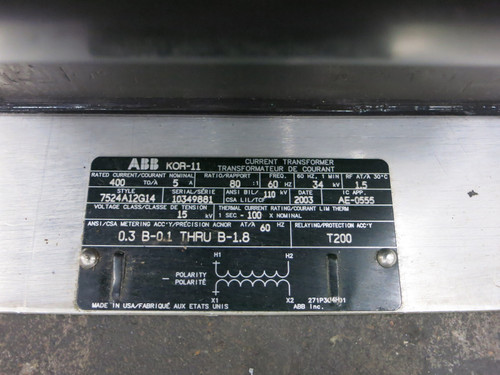 ABB KOR-11 CURRENT TRANSFORMER
TRANSFORMATEUR DE COURANT
RATED CURRENT/COURANT NOMINAL RATIO/RAPPORT FREQ. 60 HZ, 1 MIN RF AT/A 30°C
400 TO/A 5 A 80 :1 60 HZ 34 kV 1.5
STYLE SERIAL/SÉRIE ANSI BIL/ 110 kV DATE ICA APP
7524A12G14 10349881 CSA LIL/TTC 2003 AE-0555
VOLTAGE CLASS/CLASSE DE TENSION THERMAL CURRENT RATING/COURANT LIM THERM
15 kV 1 SEC - 100 X NOMINAL
ANSI/CSA METERING ACC'Y/PRECISION ACNOR AT/A 60 HZ RELAYING/PROTECTION ACC'Y
0.3 B-0.1 THRU B-1.8 T200
H1 H2
POLARITY
POLARITÉ
X1 X2
MADE IN USA/FABRIQUÉ AUX ETATS UNIS ABB Inc.